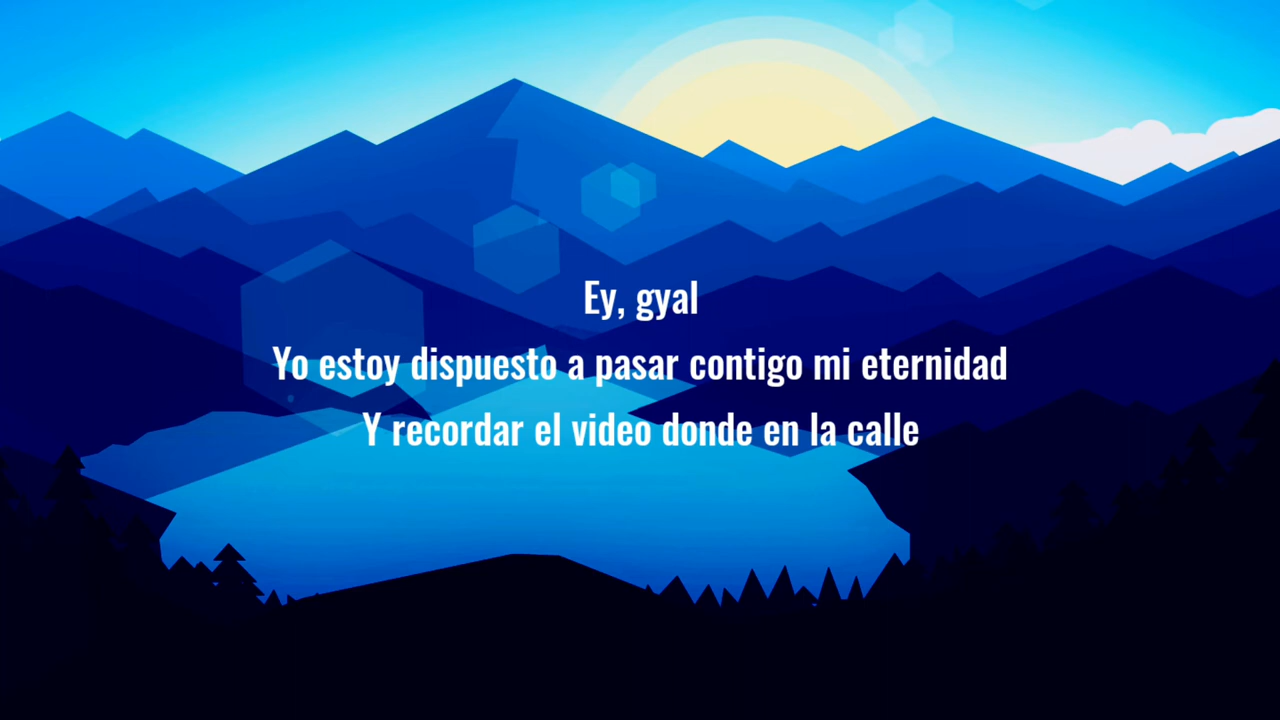 Ey, gyal
Yo estoy dispuesto a pasar contigo mi eternidad
Y recordar el video donde en la calle